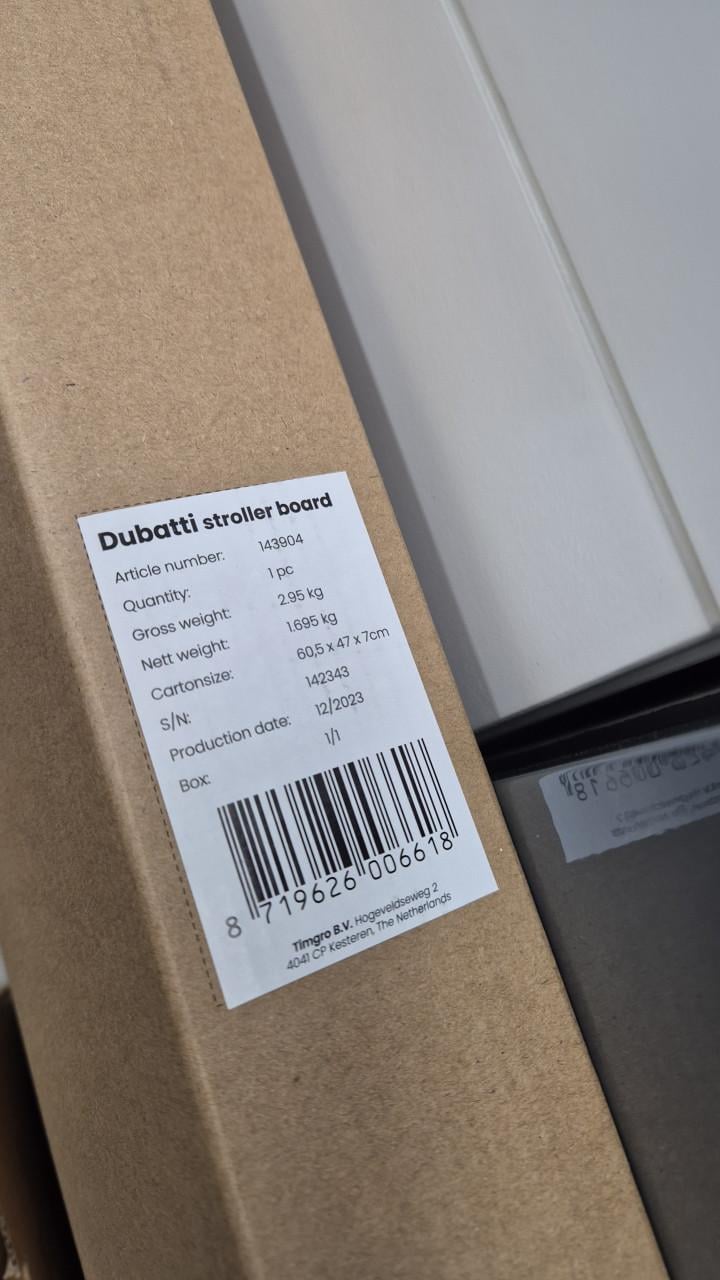 Dubatti stroller board
Article number: 143904
Quantity: 1 pc
Gross weight: 2.95 kg
Nett weight: 1.695 kg
Cartonsize: 60,5 x 47 x 7cm
S/N: 142343
Production date: 12/2023
Box: 1/1
8 719626 006618
Timgro B.V. Hogeveldseweg 2
4041 CP Kesteren, The Netherlands